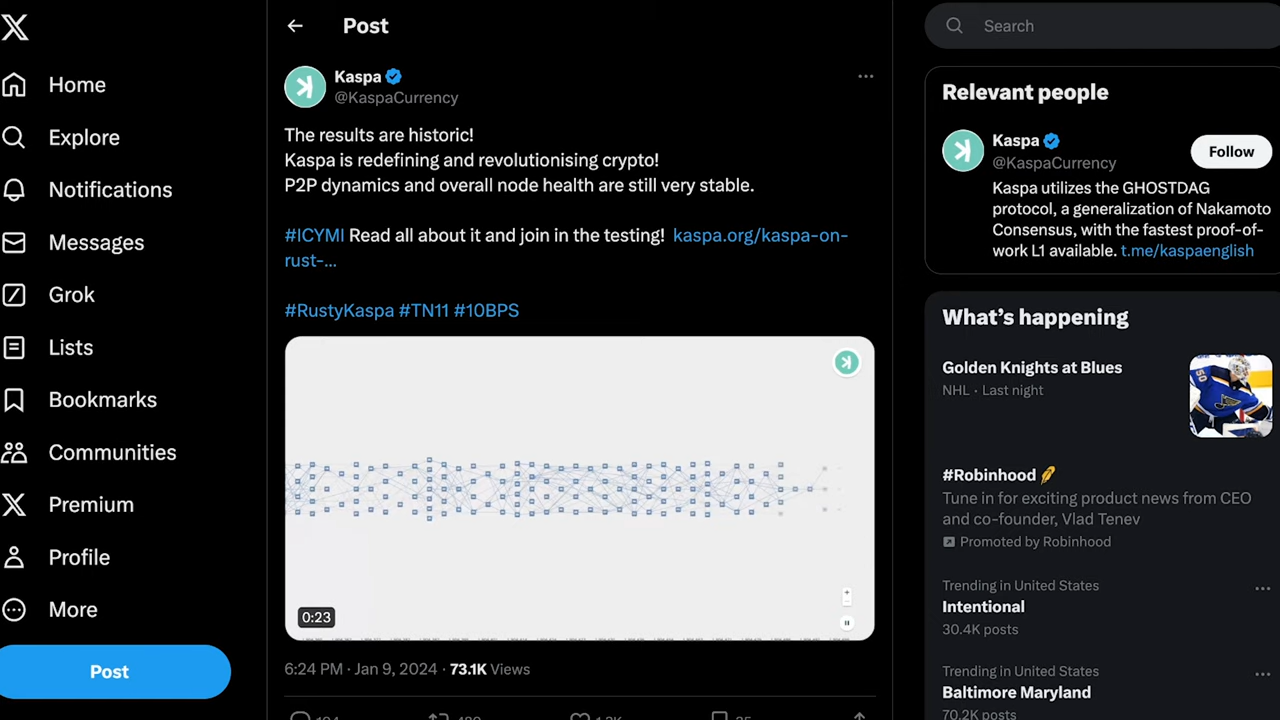 Home
Explore
Notifications
Messages
Grok
Lists
Bookmarks
Communities
Premium
Profile
More
Post
Post
Kaspa
@KaspaCurrency
The results are historic!
Kaspa is redefining and revolutionising crypto!
P2P dynamics and overall node health are still very stable.
#ICYMI Read all about it and join in the testing! kaspa.org/kaspa-on-
rust-...
#RustyKaspa #TN11 #10BPS
0:23
6:24 PM · Jan 9, 2024 · 73.1K Views
Search
Relevant people
Kaspa
@KaspaCurrency
Follow
Kaspa utilizes the GHOSTDAG
protocol, a generalization of Nakamoto
Consensus, with the fastest proof-of-
work L1 available. t.me/kaspaenglish
What's happening
Golden Knights at Blues
NHL · Last night
#Robinhood
Tune in for exciting product news from CEO
and co-founder, Vlad Tenev
Promoted by Robinhood
Trending in United States
Intentional
30.4K posts
Trending in United States
Baltimore Maryland
70.2K posts